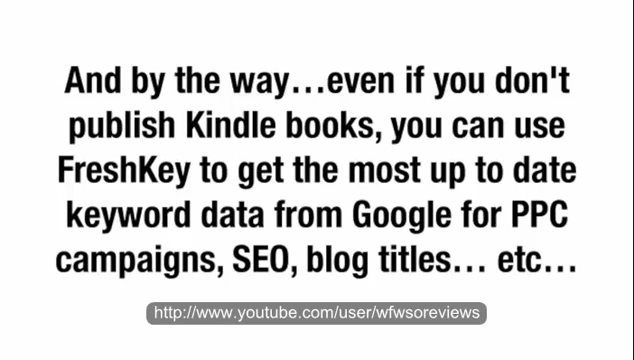 And by the way...even if you don't
publish Kindle books, you can use
FreshKey to get the most up to date
keyword data from Google for PPC
campaigns, SEO, blog titles... etc...
http://www.youtube.com/user/wfwsoreviews